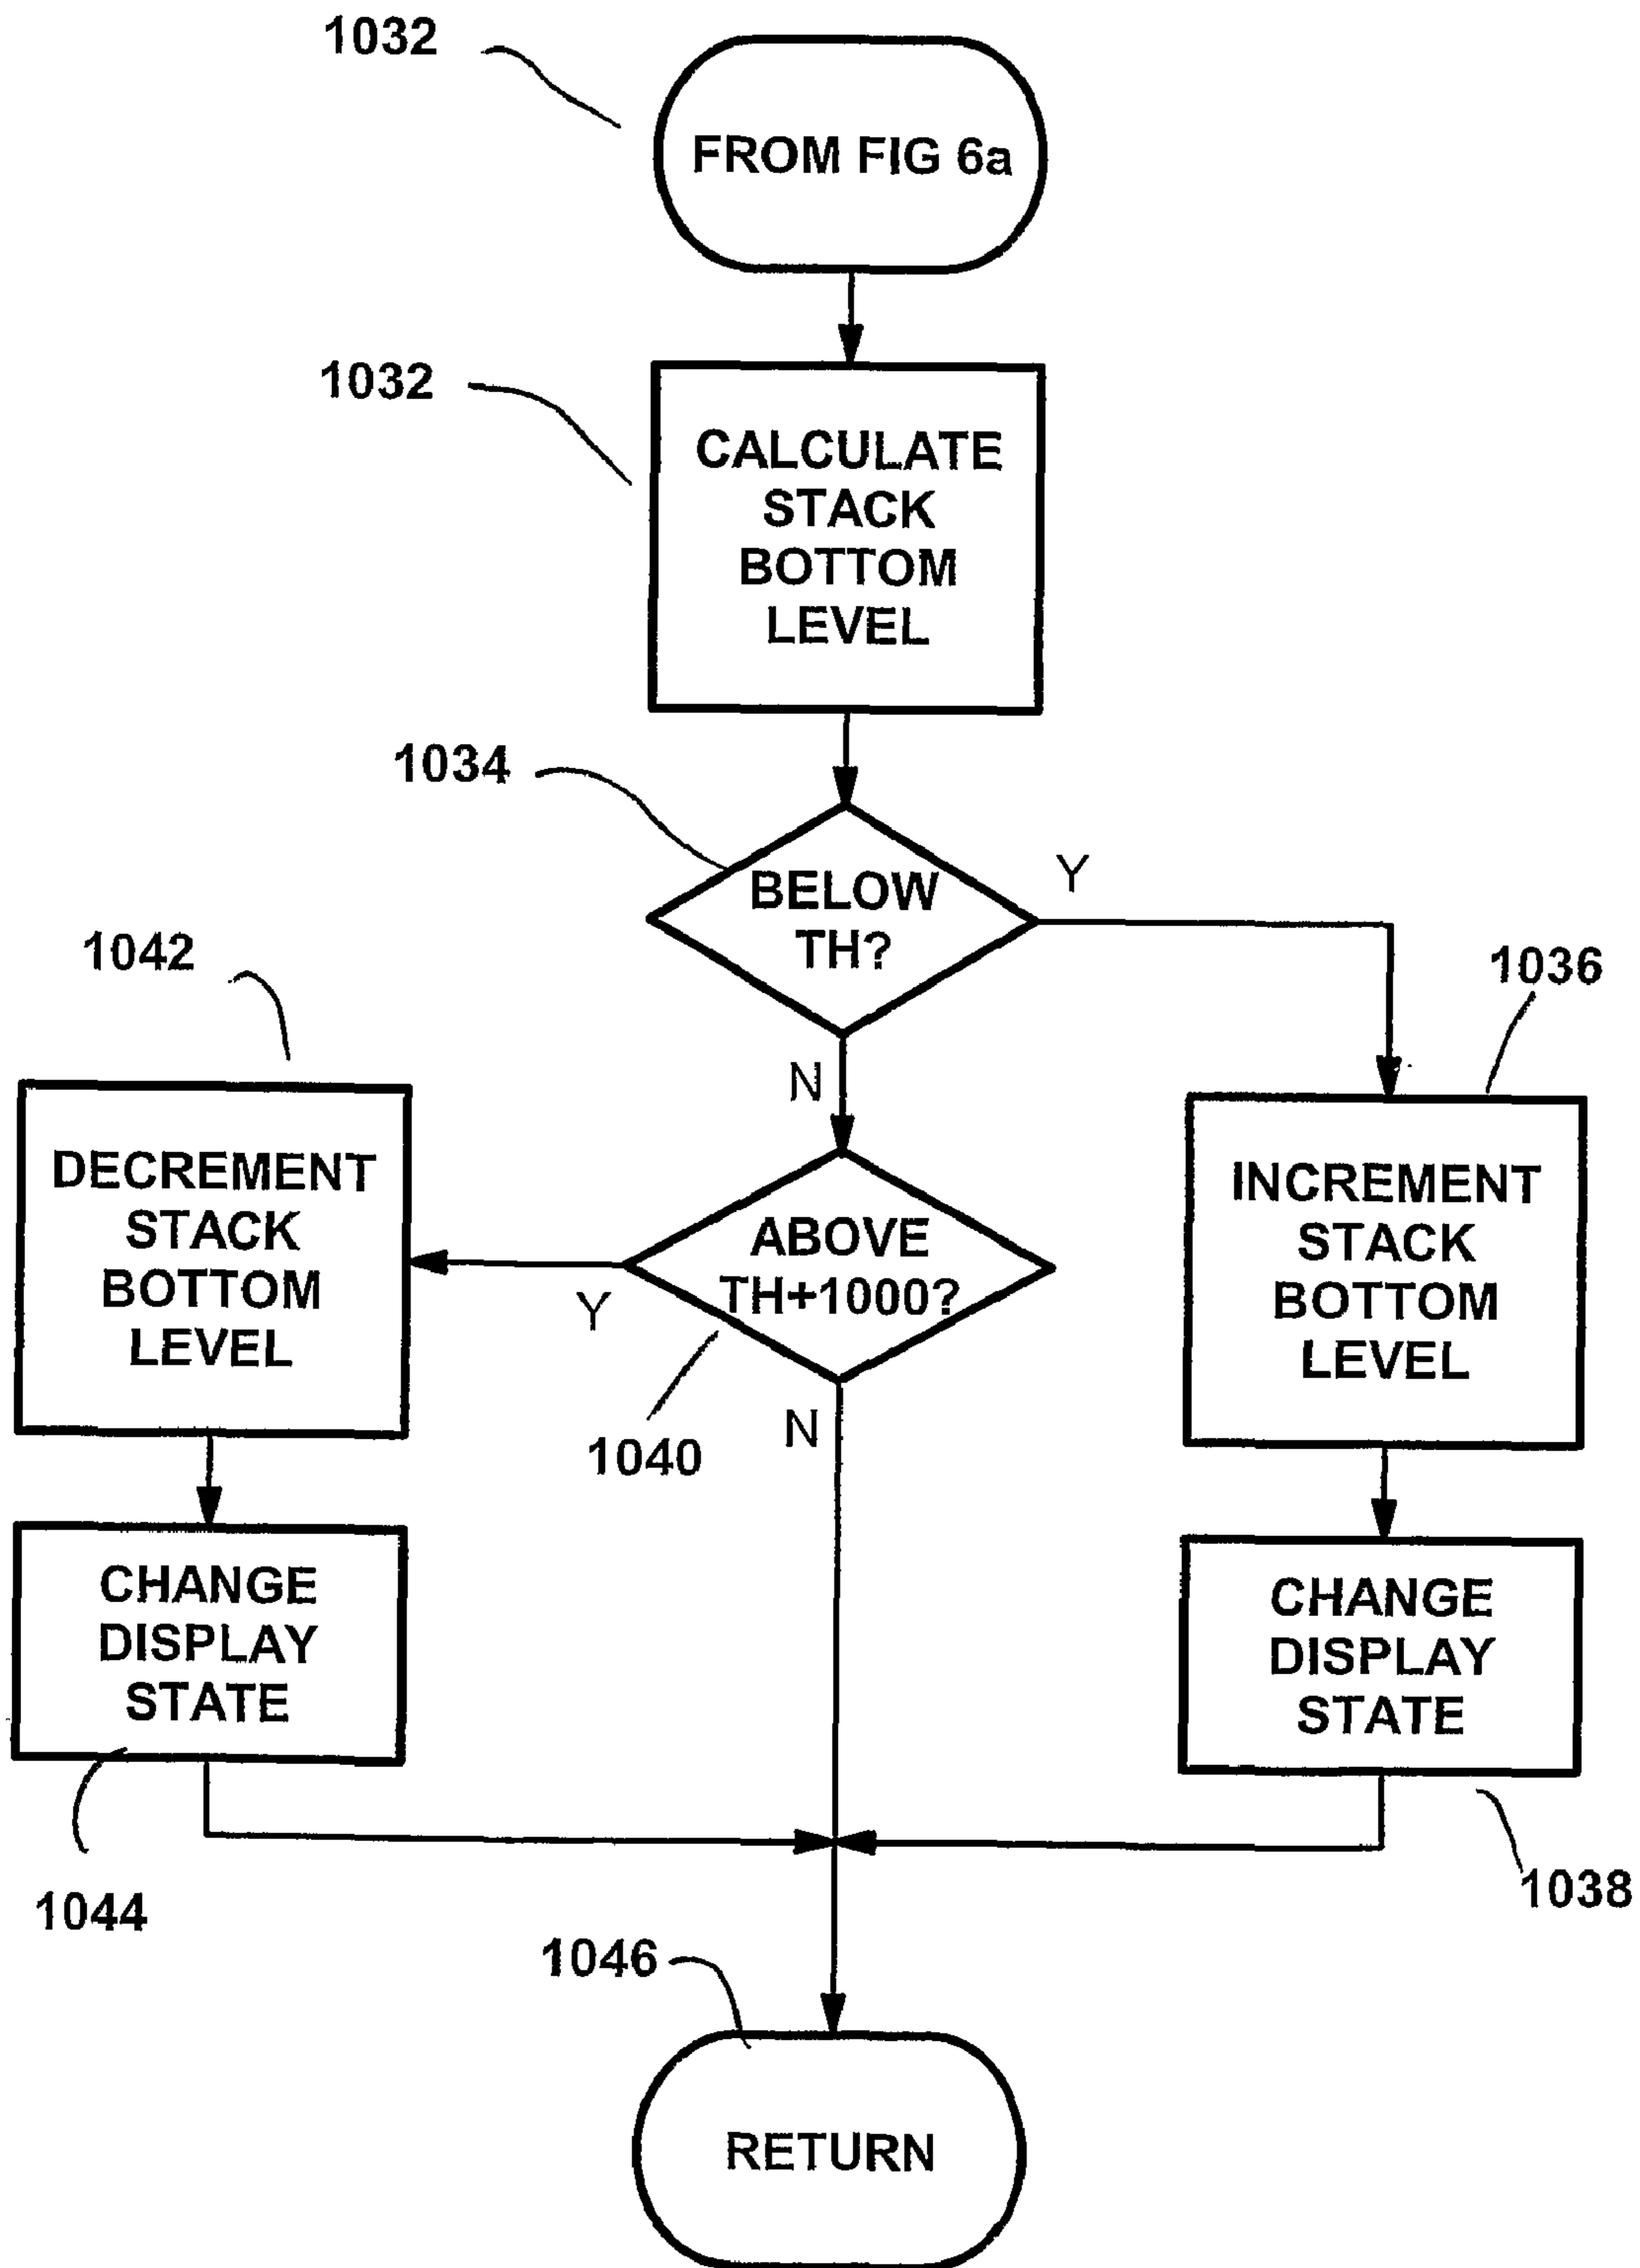 1032
FROM FIG 6a
1032
CALCULATE
STACK
BOTTOM
LEVEL
1034
BELOW
TH?
Y
N
1042
1036
DECREMENT
STACK
BOTTOM
LEVEL
ABOVE
TH+1000?
Y
N
1040
INCREMENT
STACK
BOTTOM
LEVEL
CHANGE
DISPLAY
STATE
CHANGE
DISPLAY
STATE
1044
1038
1046
RETURN